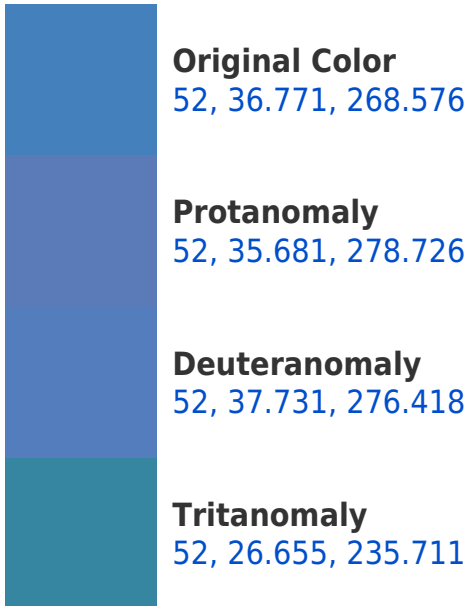 Original Color
52, 36.771, 268.576
Protanomaly
52, 35.681, 278.726
Deuteranomaly
52, 37.731, 276.418
Tritanomaly
52, 26.655, 235.711